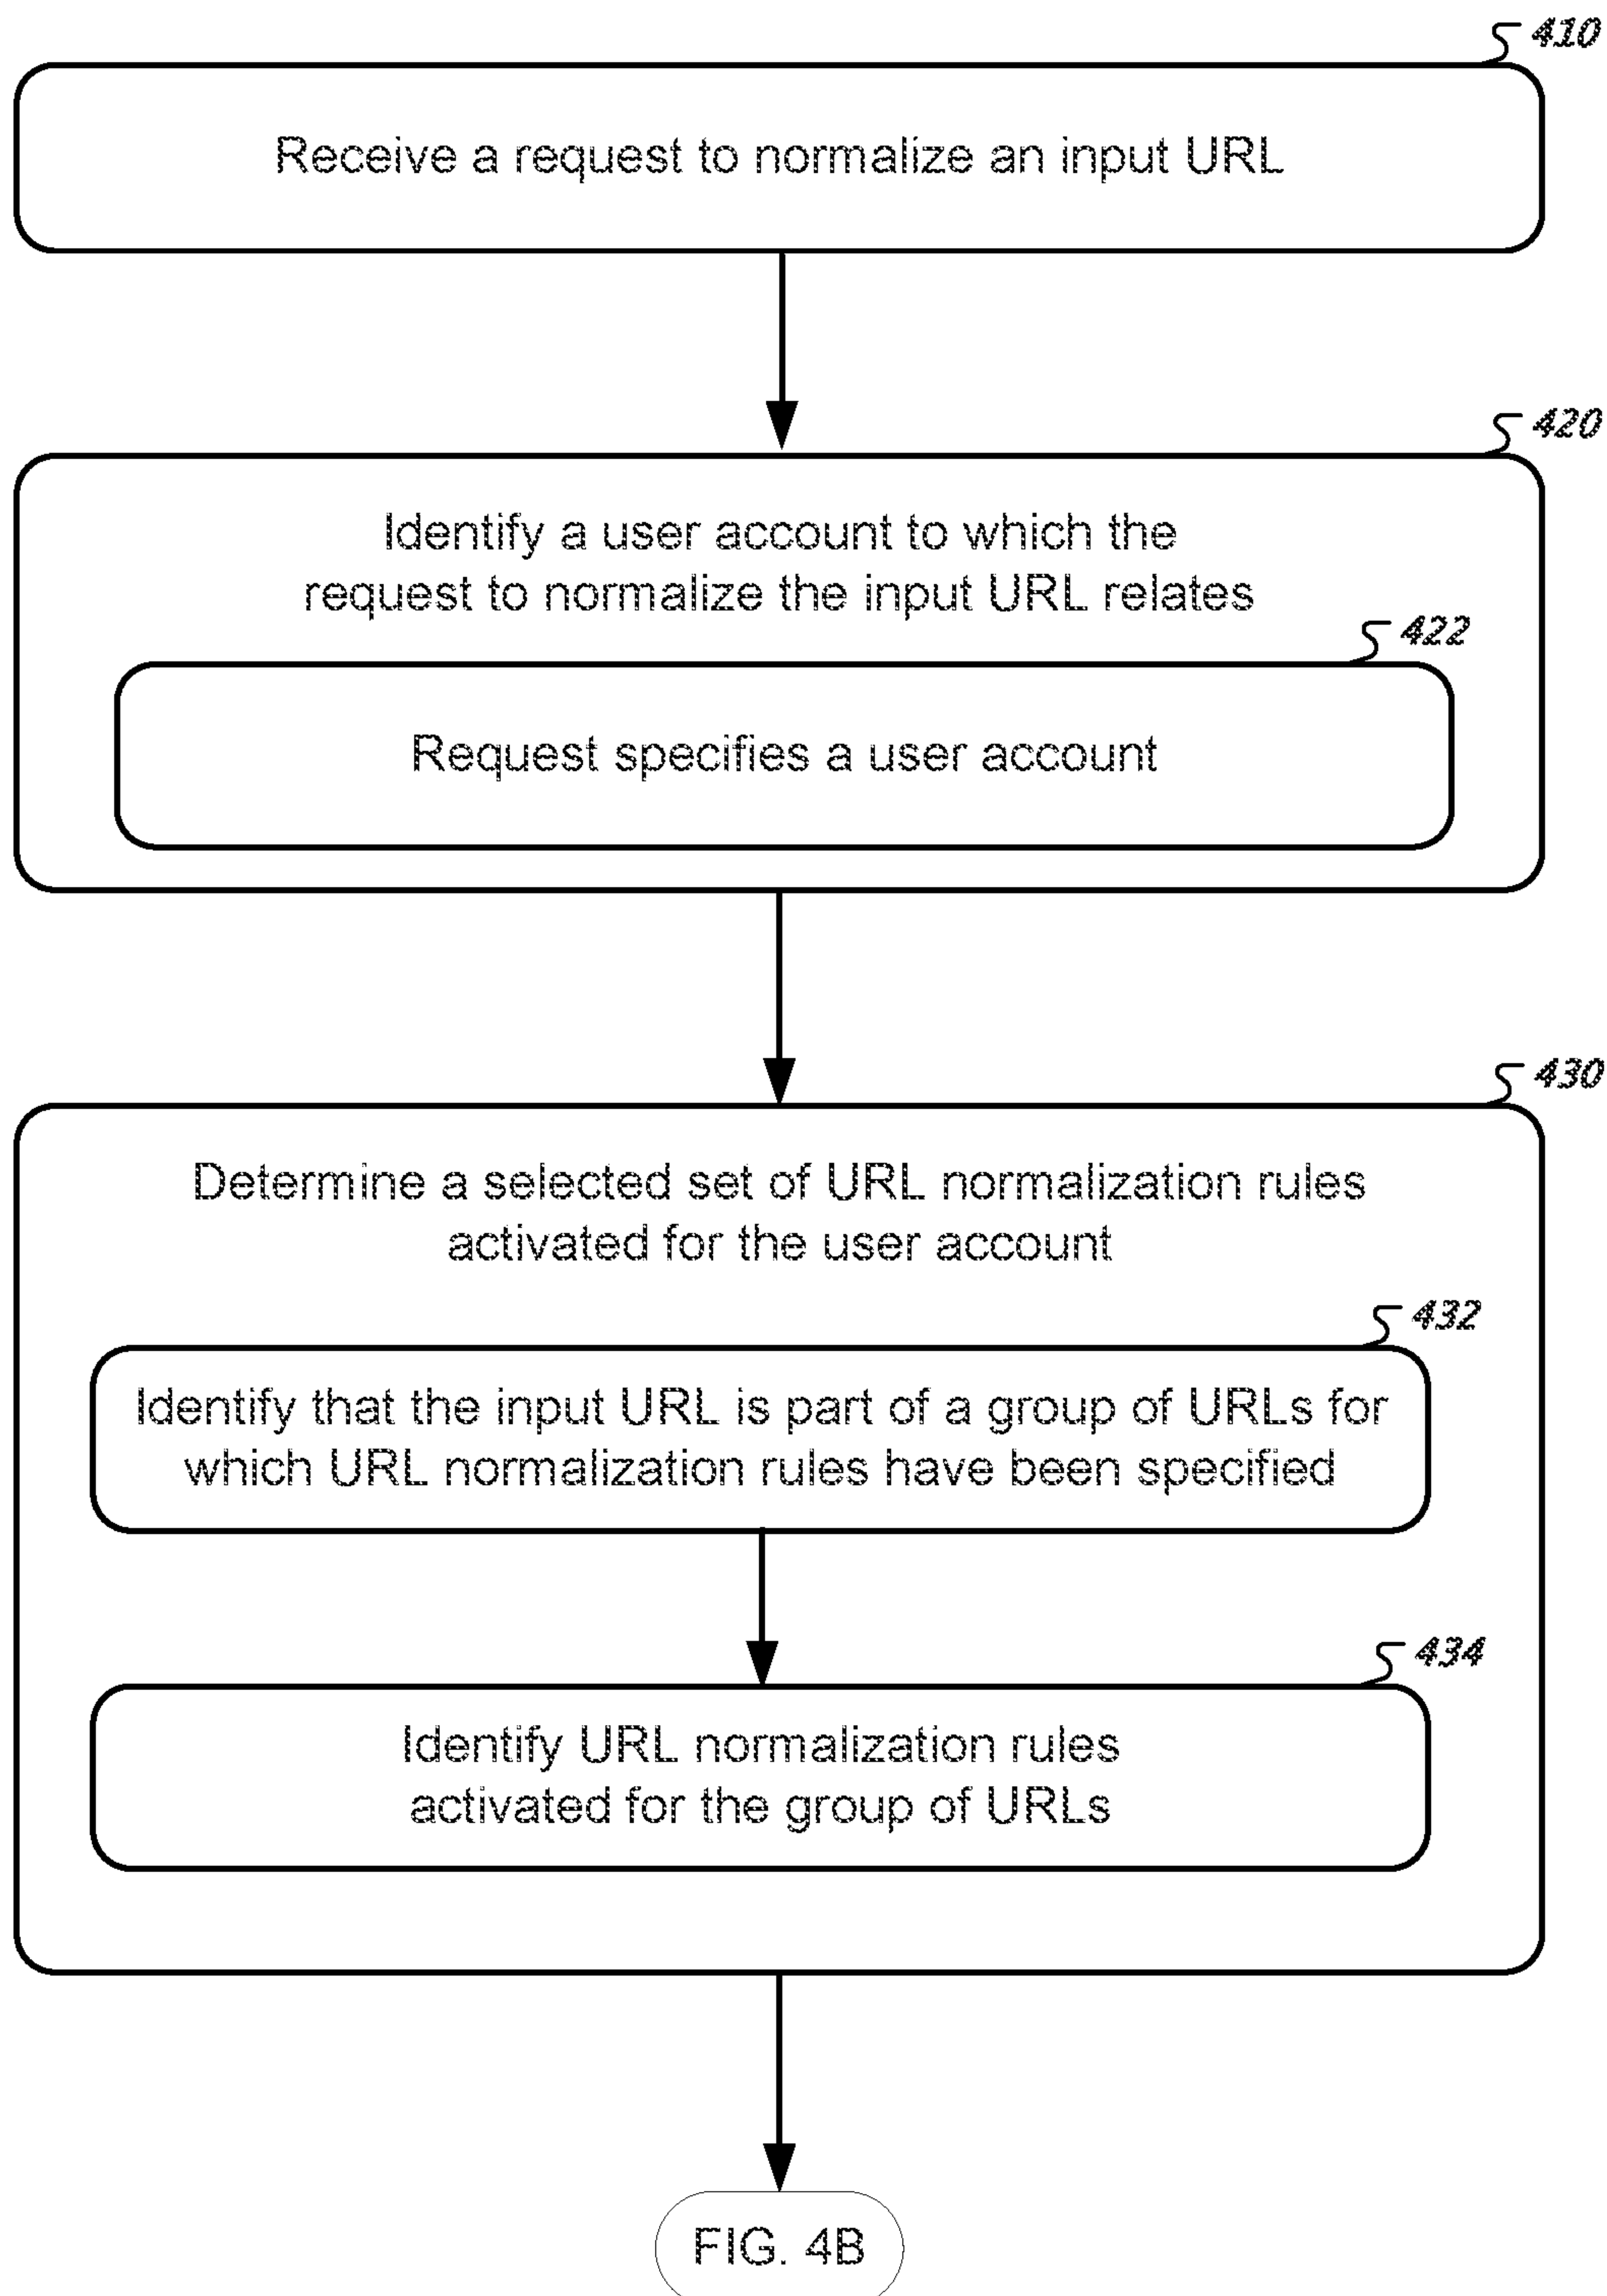 410
Receive a request to normalize an input URL
420
Identify a user account to which the
request to normalize the input URL relates
422
Request specifies a user account
430
Determine a selected set of URL normalization rules
activated for the user account
432
Identify that the input URL is part of a group of URLs for
which URL normalization rules have been specified
434
Identify URL normalization rules
activated for the group of URLs
FIG. 4B